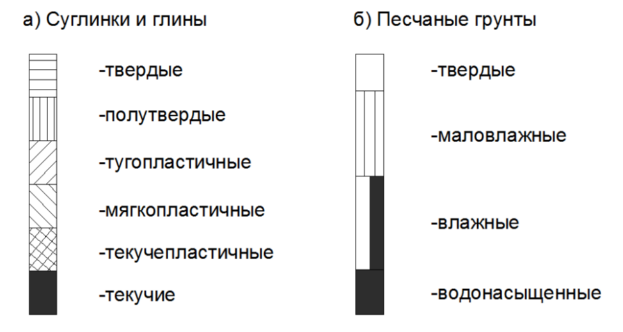 а) Суглинки и глины
-твердые
-полутвердые
-тугопластичные
-мягкопластичные
-текучепластичные
-текучие
б) Песчаные грунты
-твердые
-маловлажные
-влажные
-водонасыщенные